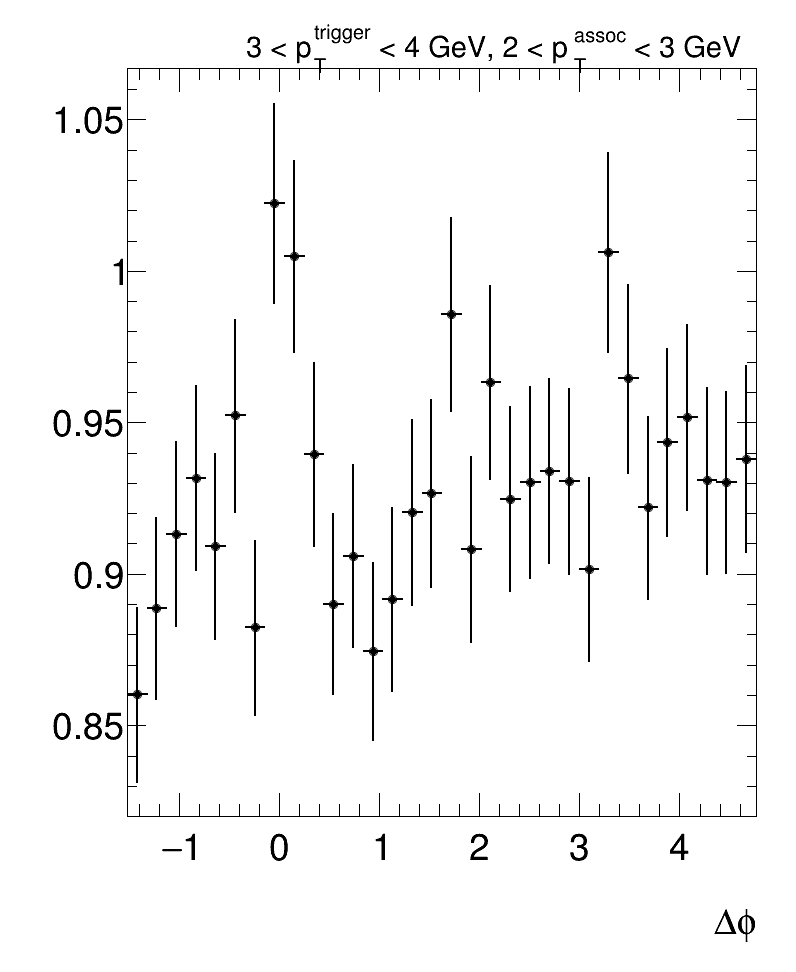 3 < p_T^trigger < 4 GeV, 2 < p_T^assoc < 3 GeV
1.05
1
0.95
0.9
0.85
−1 0 1 2 3 4
Δϕ